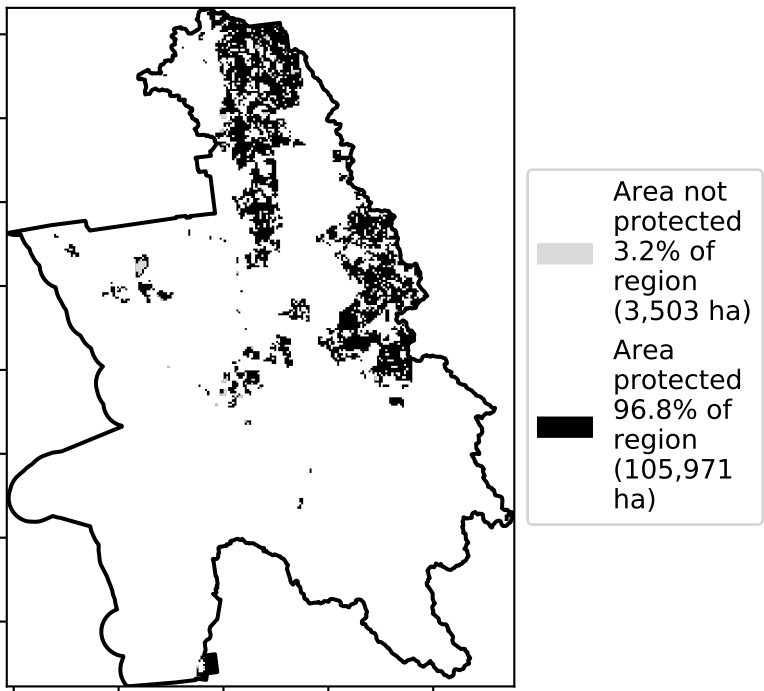 Area not
protected
3.2% of
region
(3,503 ha)
Area
protected
96.8% of
region
(105,971
ha)